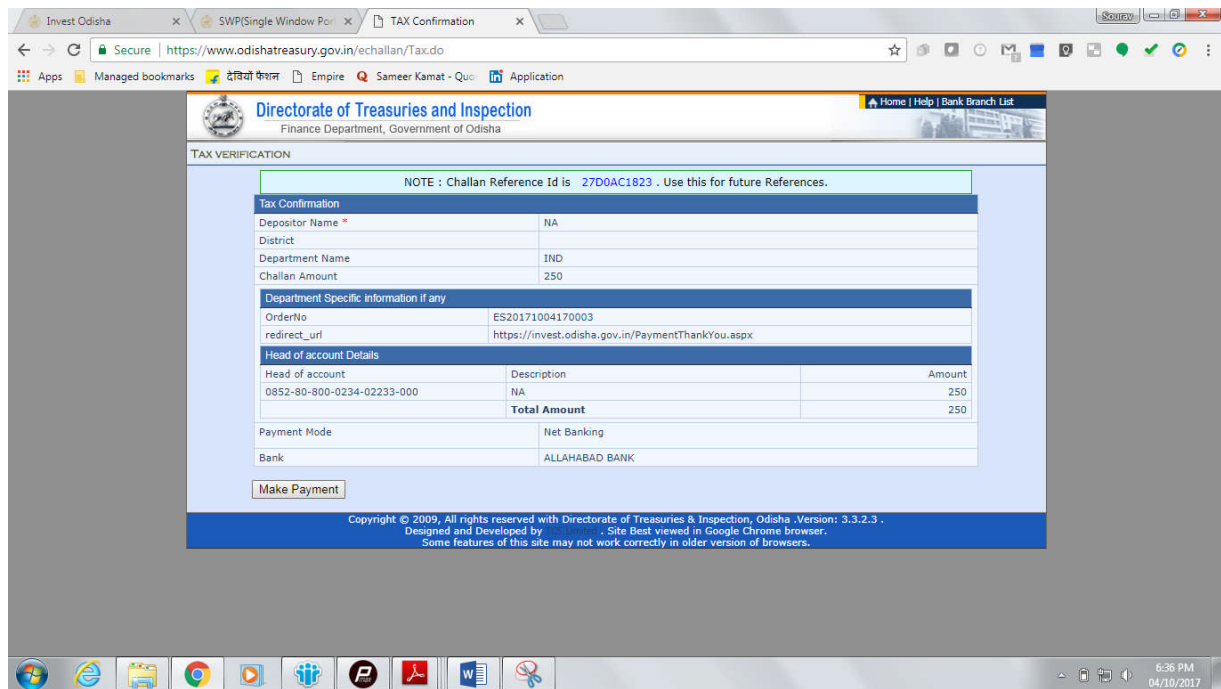 Invest Odisha
SWP(Single Window Por
TAX Confirmation
Sourav
Secure | https://www.odishatreasury.gov.in/echallan/Tax.do
Apps Managed bookmarks देवियों फैशन Empire Sameer Kamat - Quo Application
Directorate of Treasuries and Inspection
Finance Department, Government of Odisha
Home | Help | Bank Branch List
TAX VERIFICATION
NOTE : Challan Reference Id is 27D0AC1823 . Use this for future References.
Tax Confirmation
Depositor Name * NA
District
Department Name IND
Challan Amount 250
Department Specific information if any
OrderNo ES20171004170003
redirect_url https://invest.odisha.gov.in/PaymentThankYou.aspx
Head of account Details
Head of account Description Amount
0852-80-800-0234-02233-000 NA 250
Total Amount 250
Payment Mode Net Banking
Bank ALLAHABAD BANK
Make Payment
Copyright © 2009, All rights reserved with Directorate of Treasuries & Inspection, Odisha .Version: 3.3.2.3 .
Designed and Developed by TCS Limited . Site Best viewed in Google Chrome browser.
Some features of this site may not work correctly in older version of browsers.
6:36 PM
04/10/2017